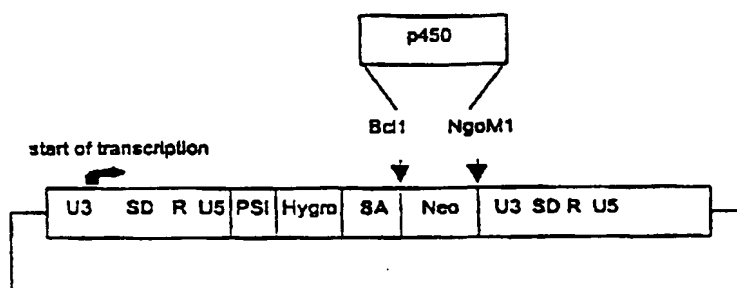 p450
Bcl1 NgoM1
start of transcription
U3 SD R U5 PSI Hygro SA Neo U3 SD R U5